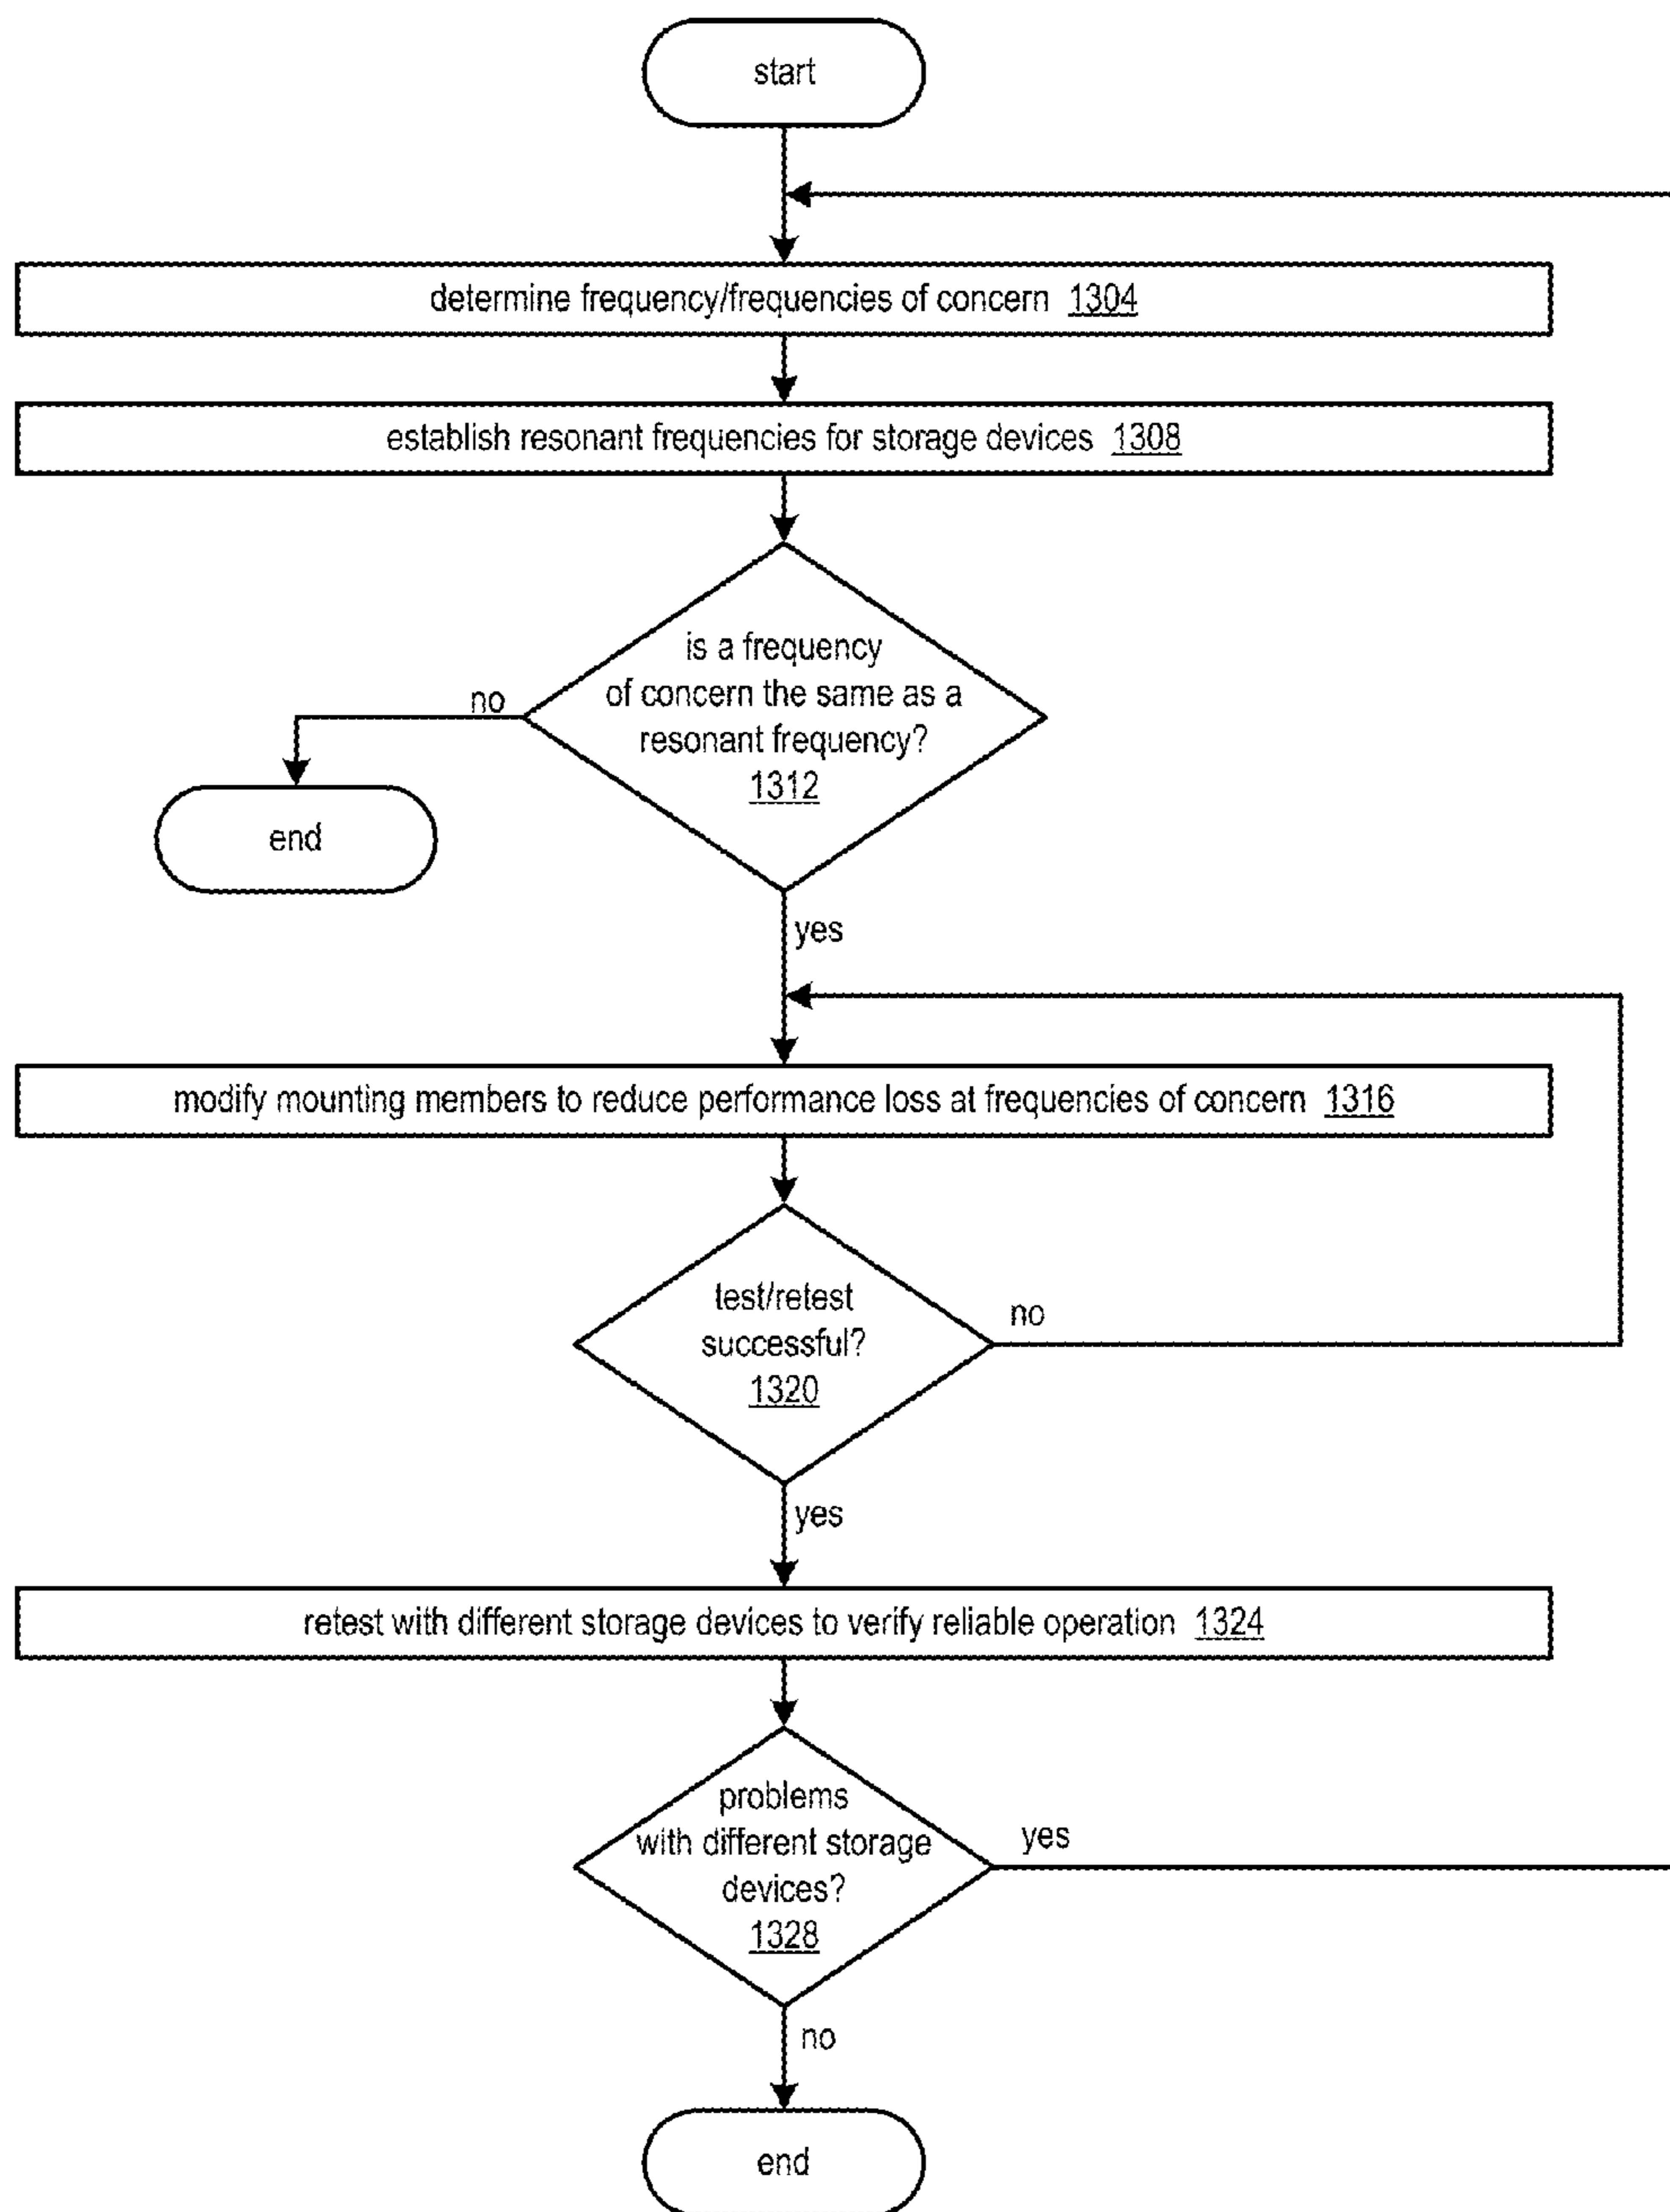 start
determine frequency/frequencies of concern 1304
establish resonant frequencies for storage devices 1308
is a frequency
of concern the same as a
resonant frequency?
1312
no
end
yes
modify mounting members to reduce performance loss at frequencies of concern 1316
test/retest
successful?
1320
no
yes
retest with different storage devices to verify reliable operation 1324
problems
with different storage
devices?
1328
yes
no
end